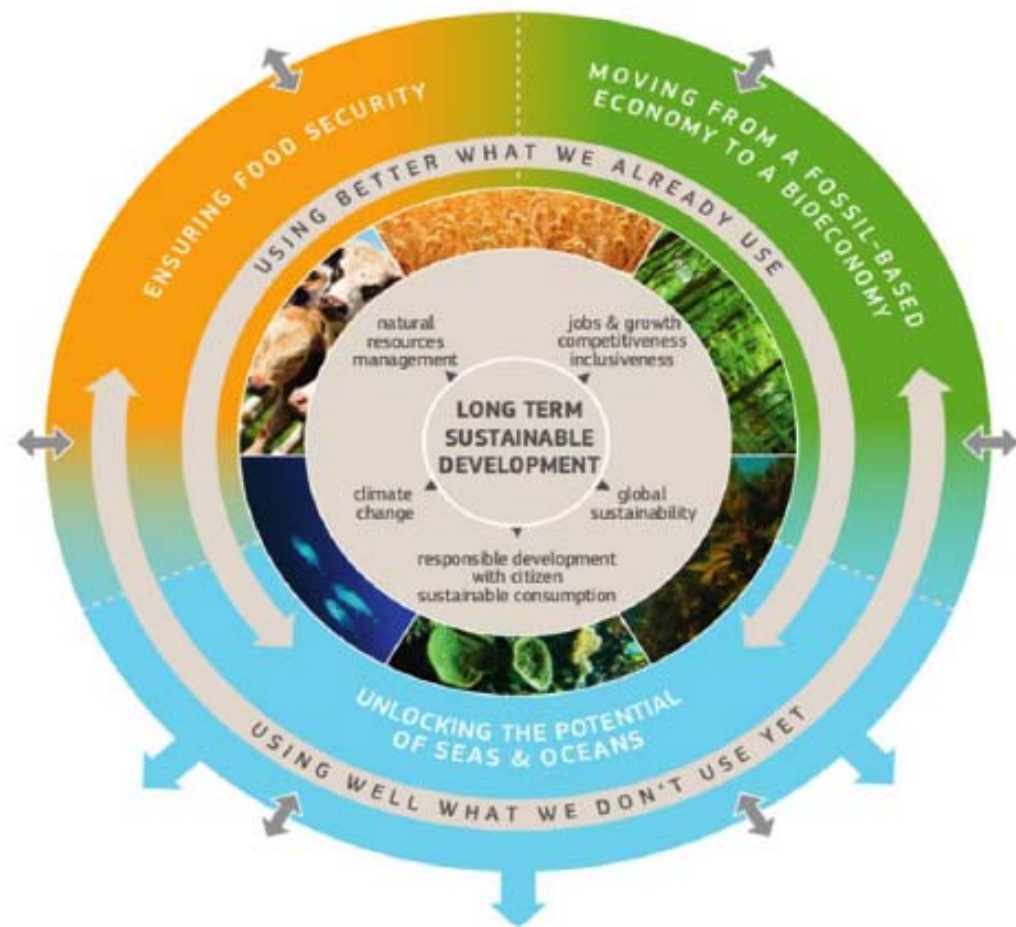 ENSURING FOOD SECURITY
MOVING FROM A FOSSIL-BASED
ECONOMY TO A BIOECONOMY
USING BETTER WHAT WE ALREADY USE
natural
resources
management
jobs & growth
competitiveness
inclusiveness
LONG TERM
SUSTAINABLE
DEVELOPMENT
climate
change
global
sustainability
responsible development
with citizen
sustainable consumption
UNLOCKING THE POTENTIAL
OF SEAS & OCEANS
USING WELL WHAT WE DON'T USE YET